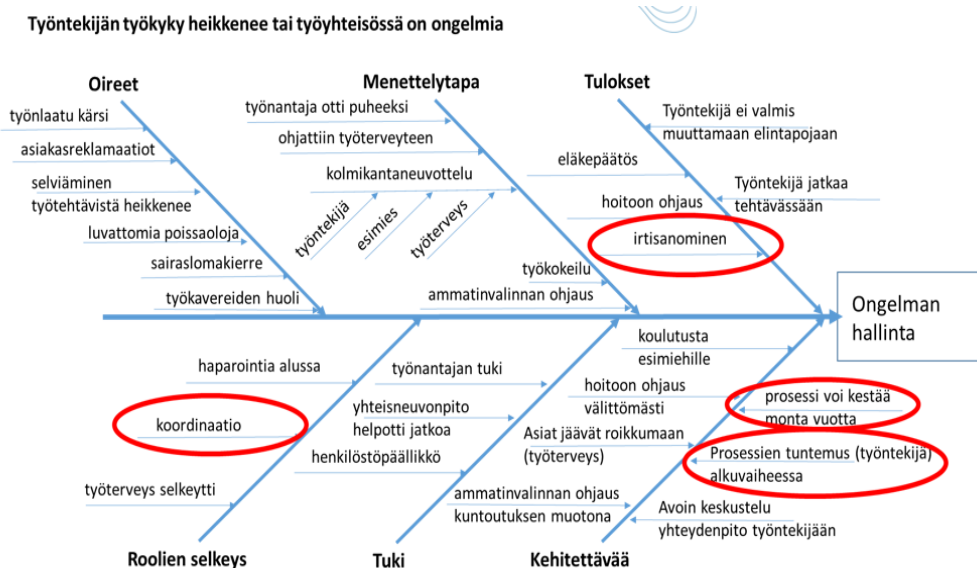 Työntekijän työkyky heikkenee tai työyhteisössä on ongelmia
Oireet
työnlaatu kärsi
asiakasreklamaatiot
selviäminen
työtehtävistä heikkenee
luvattomia poissaoloja
sairaslomakierre
työkavereiden huoli
Menettelytapa
työnantaja otti puheeksi
ohjattiin työterveyteen
kolmikantaneuvottelu
työntekijä
esimies
työterveys
työkokeilu
ammatinvalinnan ohjaus
Tulokset
Työntekijä ei valmis
muuttamaan elintapojaan
eläkepäätös
Työntekijä jatkaa
tehtävässään
hoitoon ohjaus
irtisanominen
Ongelman
hallinta
haparointia alussa
koordinaatio
työterveys selkeytti
Roolien selkeys
työnantajan tuki
yhteisneuvonpito
helpotti jatkoa
henkilöstöpäällikkö
Tuki
koulutusta
esimiehille
hoitoon ohjaus
välittömästi
prosessi voi kestää
monta vuotta
Asiat jäävät roikkumaan
(työterveys)
Prosessien tuntemus (työntekijä)
alkuvaiheessa
ammatinvalinnan ohjaus
kuntoutuksen muotona
Avoin keskustelu
yhteydenpito työntekijään
Kehitettävää